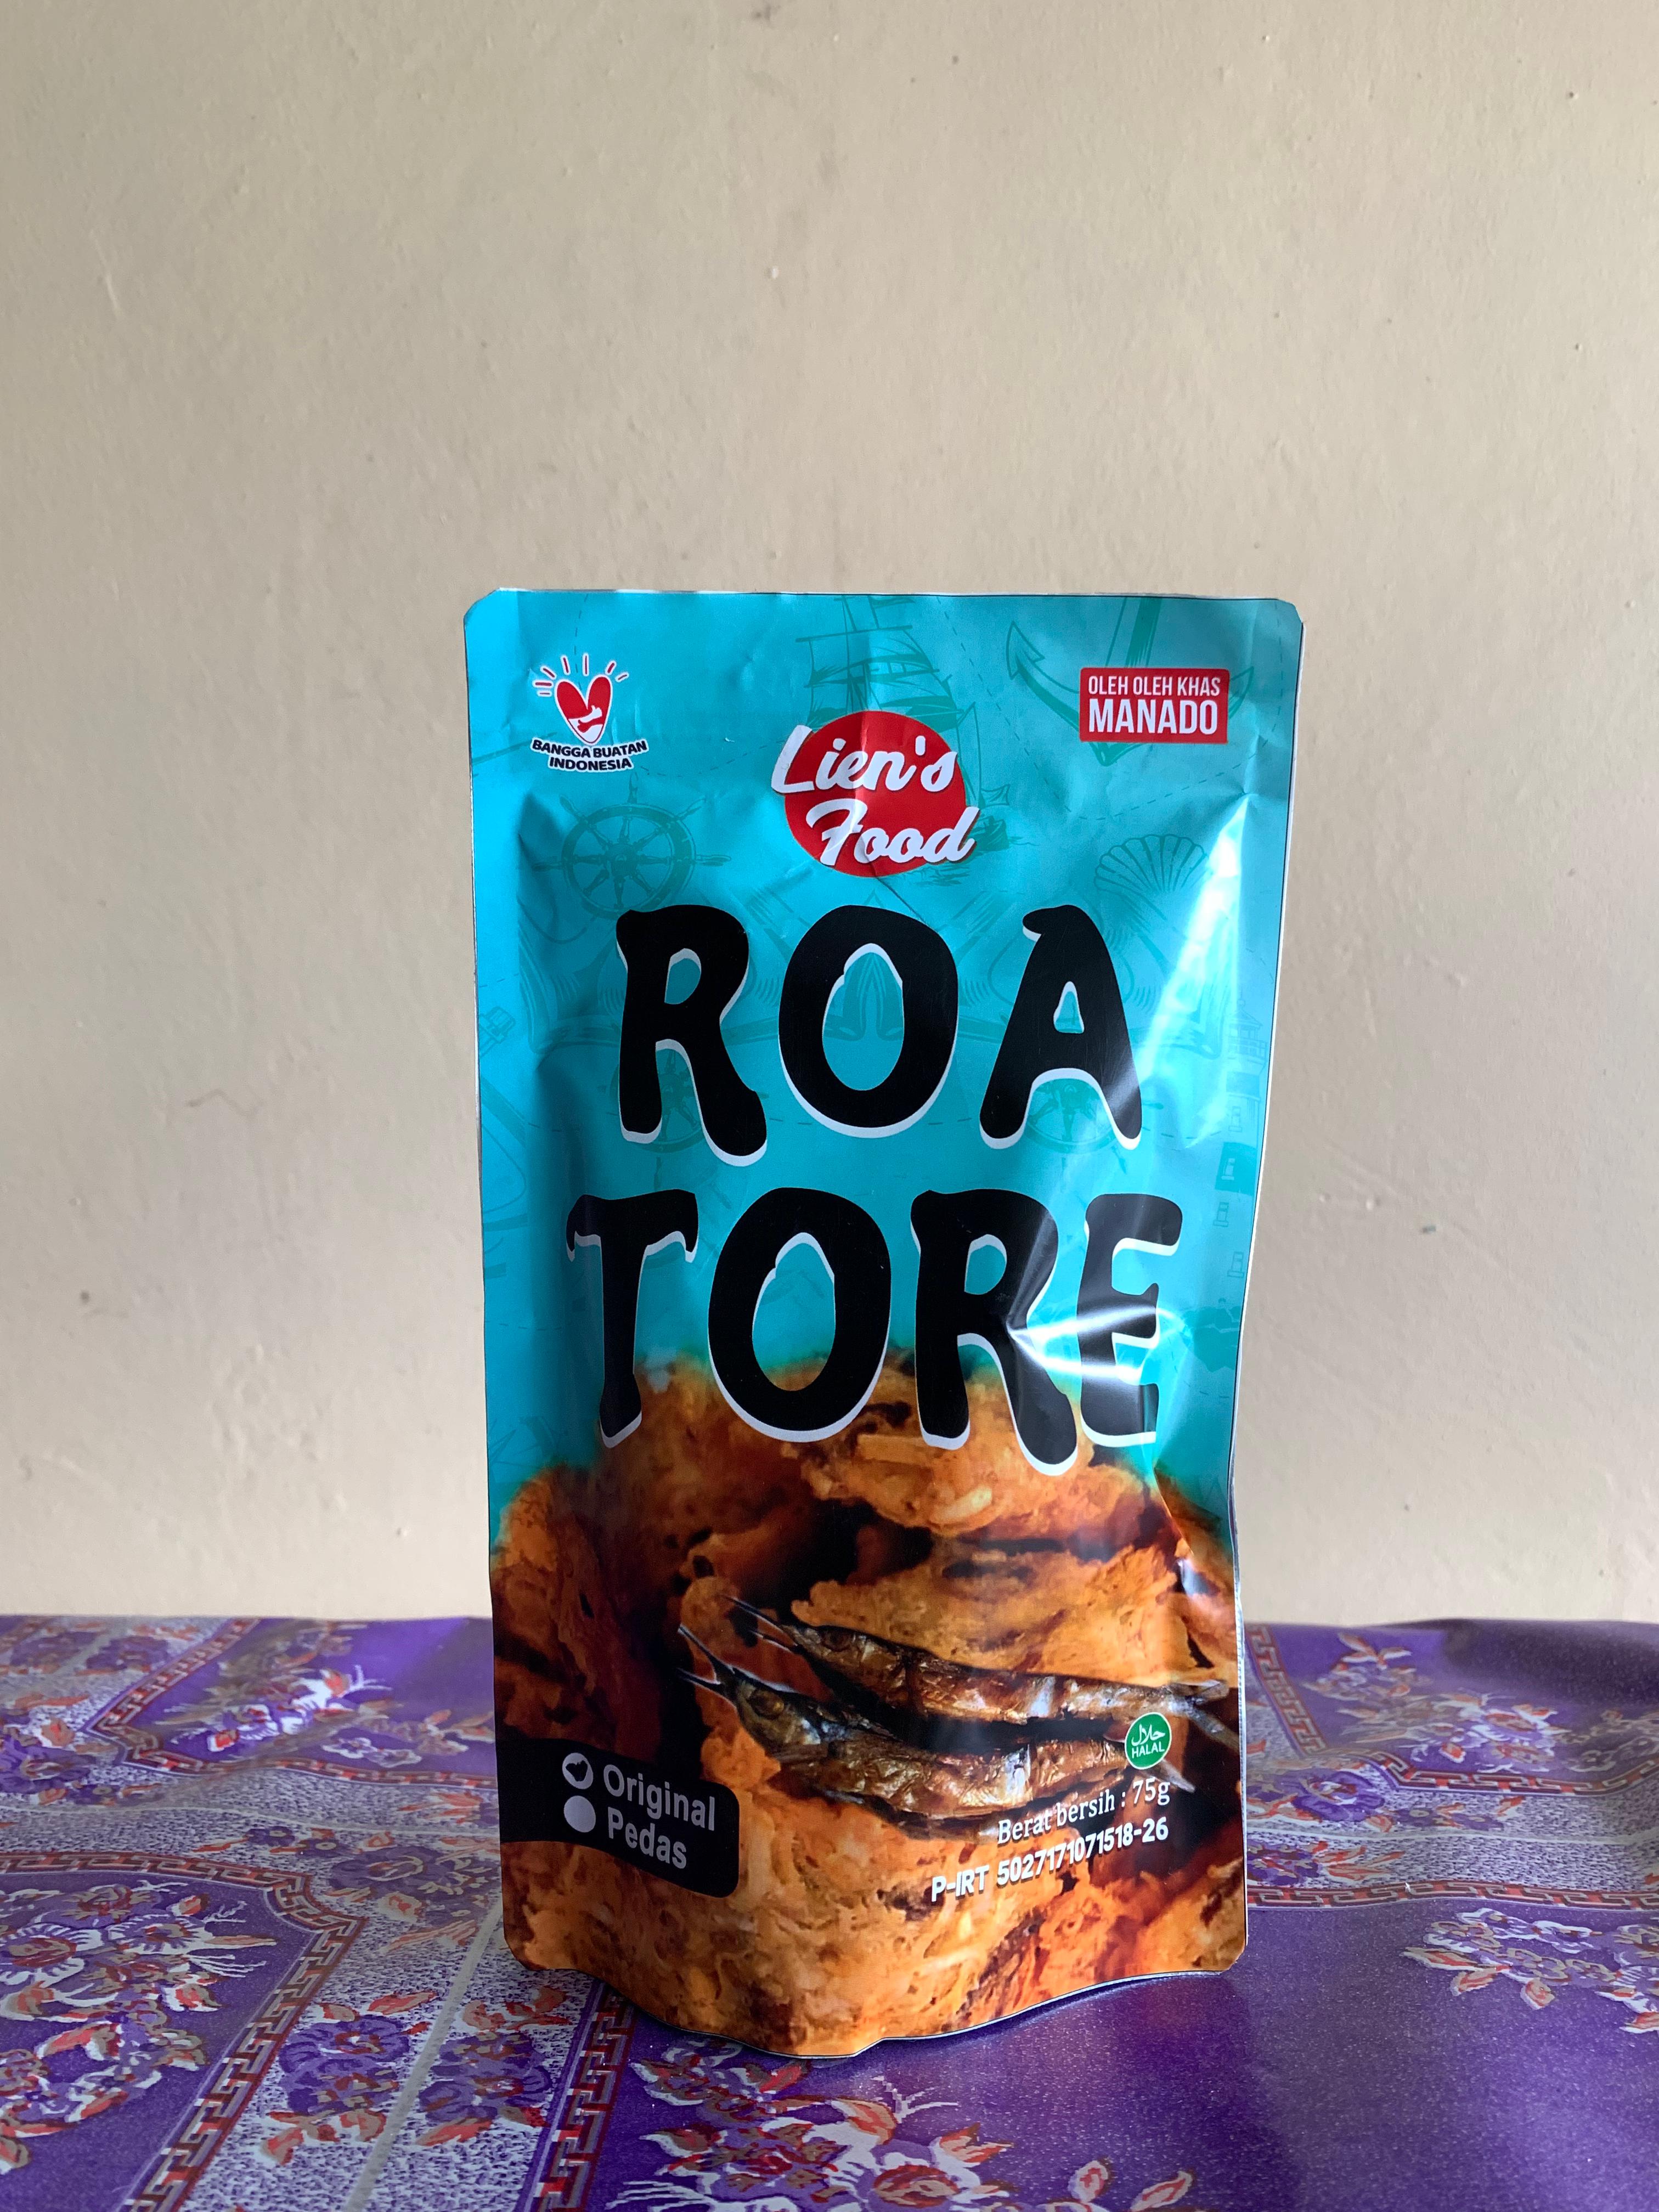 BANGGA BUATAN
INDONESIA
OLEH OLEH KHAS
MANADO
Lien's
Food
ROA
TORE
Original
Pedas
حلال
HALAL
Berat bersih : 75g
P-IRT 5027171071518-26